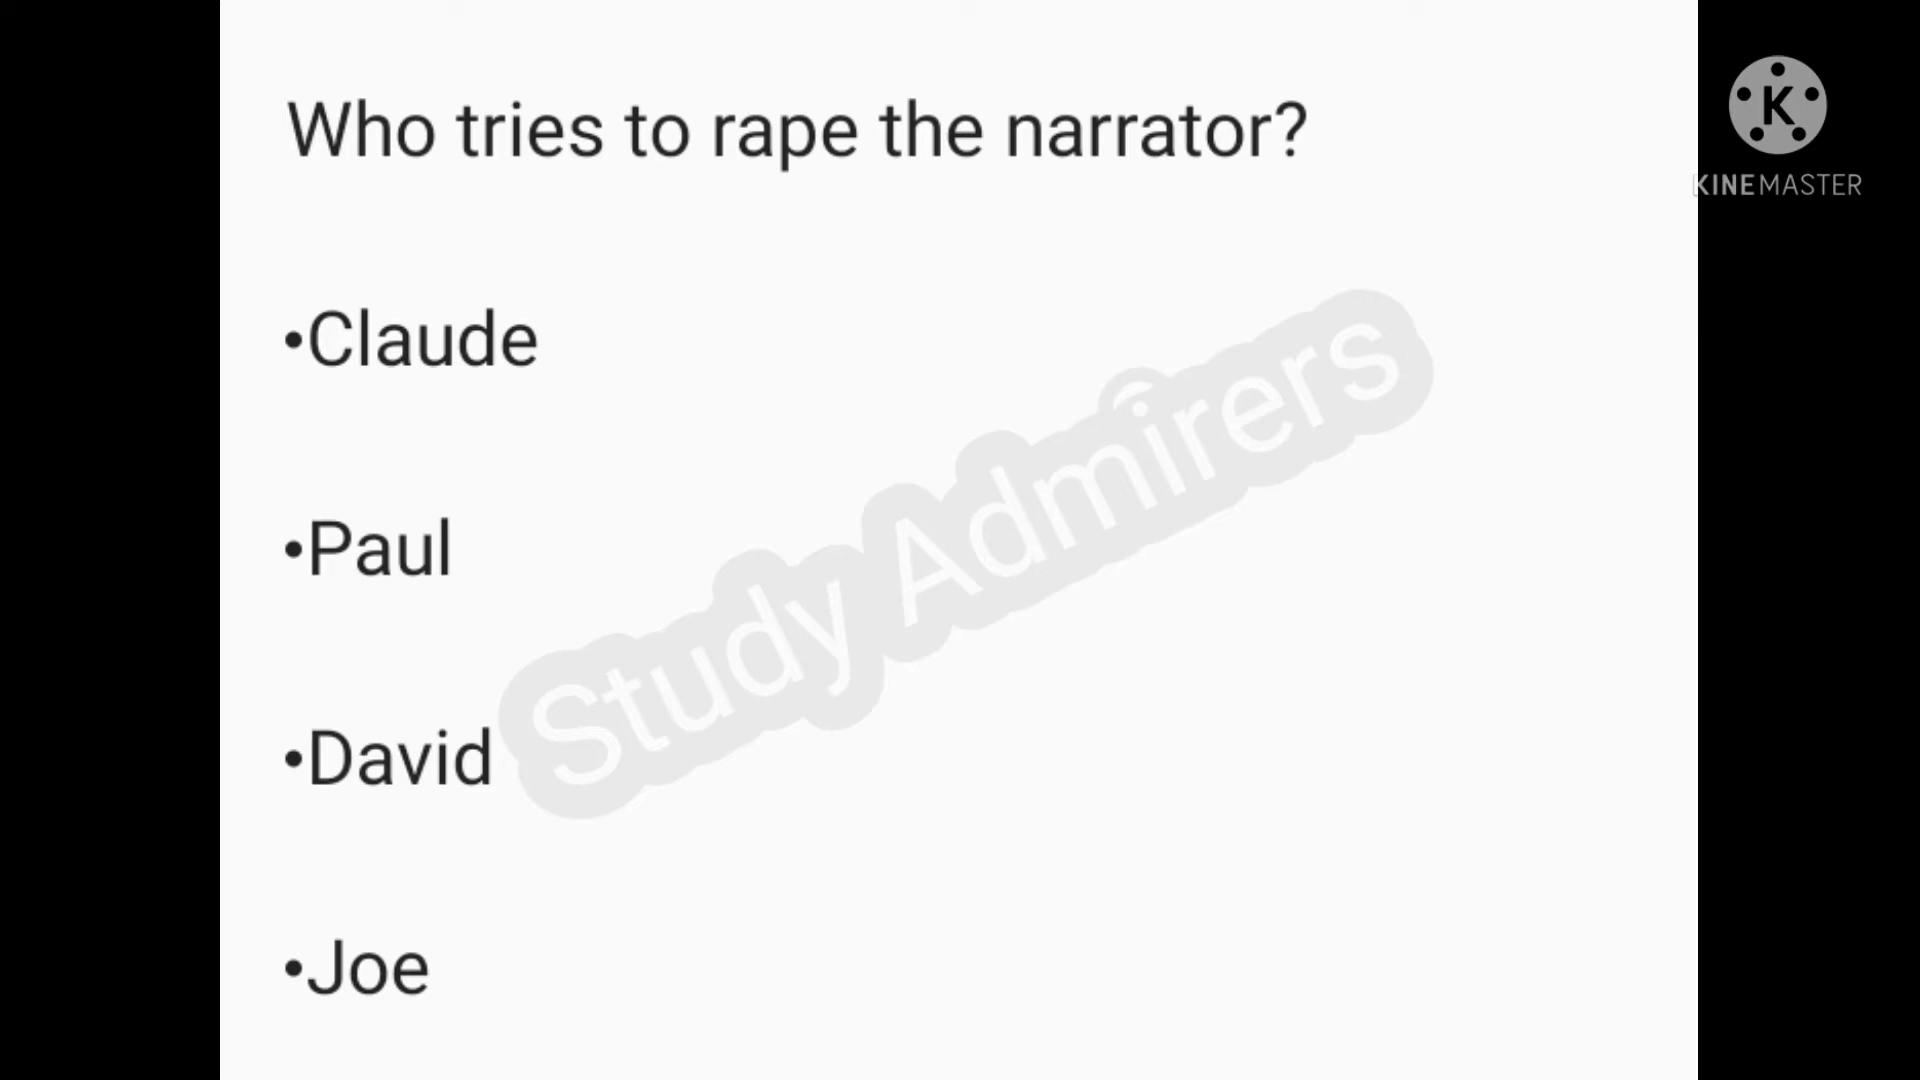 Who tries to rape the narrator?
K
KINEMASTER
•Claude
•Paul
•David
•Joe
Study Admirers